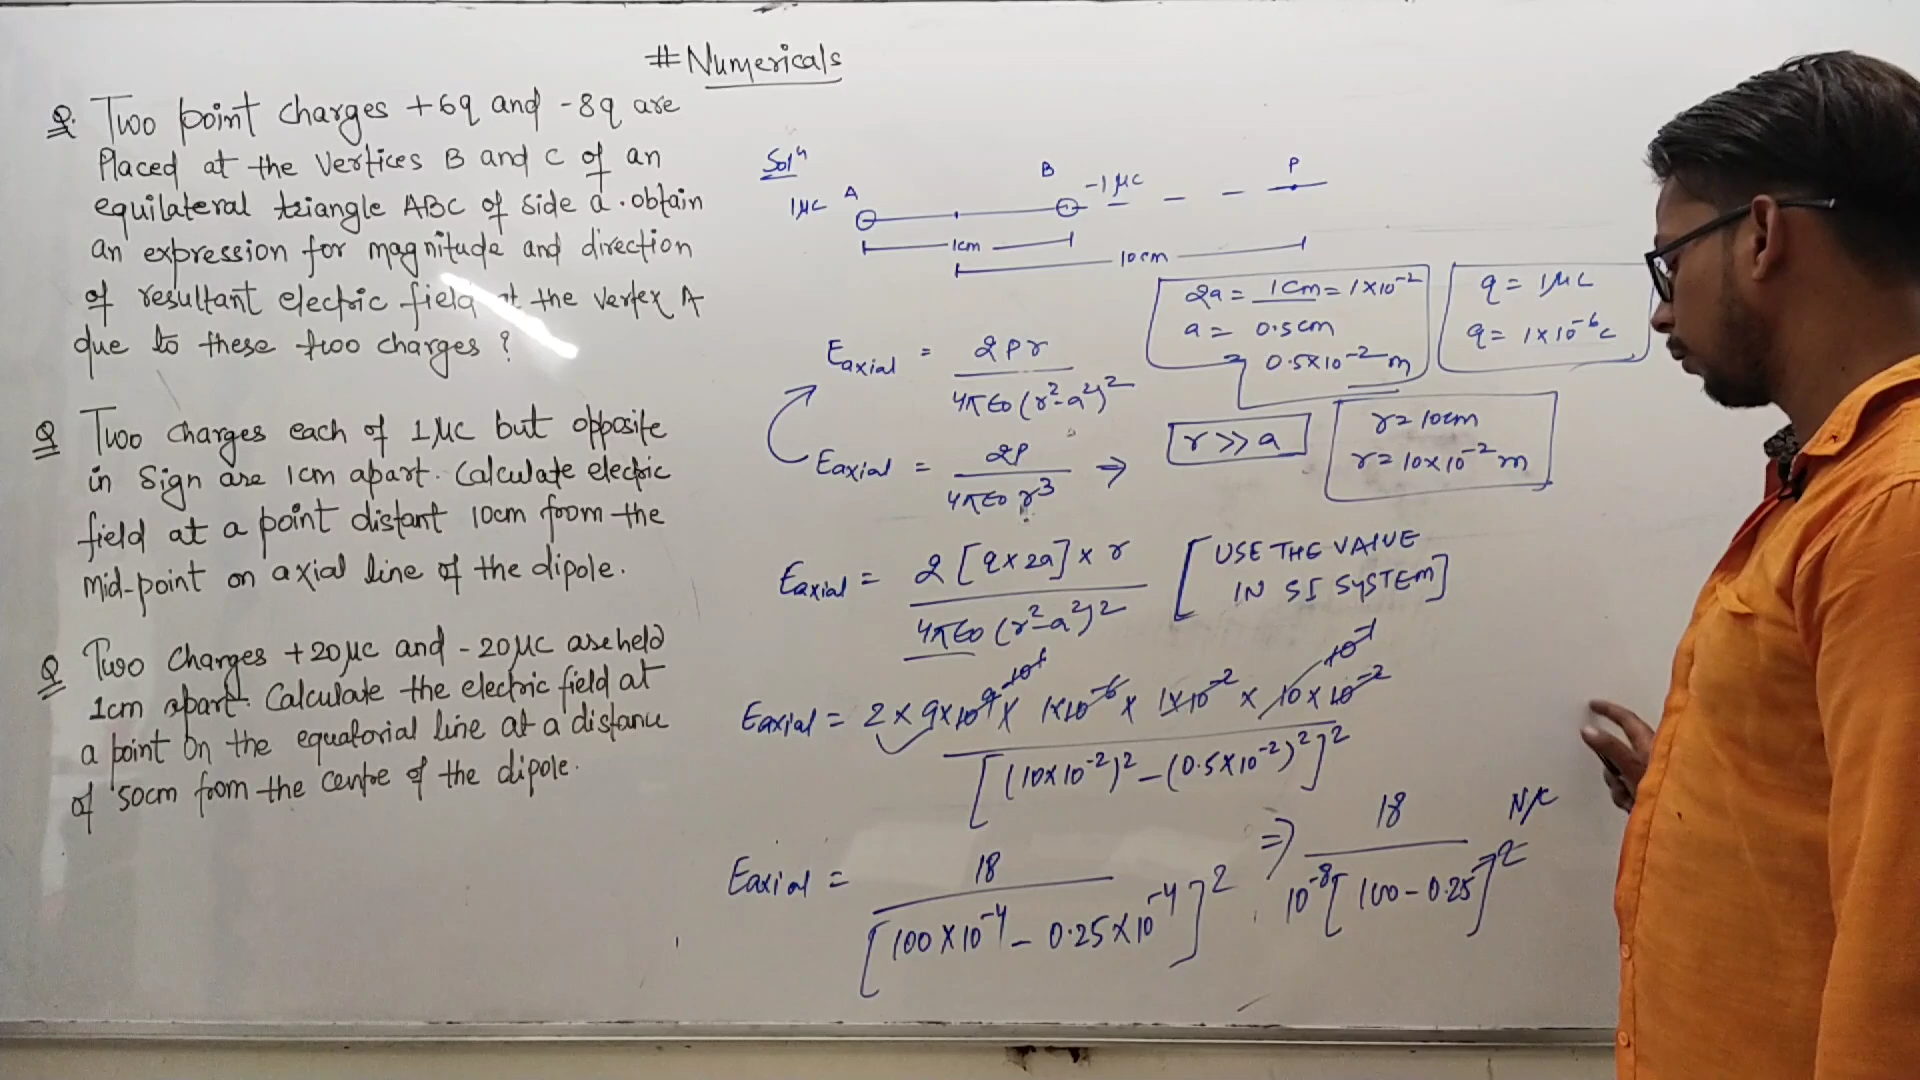 # Numericals
Q. Two point charges +6q and -8q are
Placed at the vertices B and C of an
equilateral triangle ABC of side a. obtain
an expression for magnitude and direction
of resultant electric field at the vertex A
due to these two charges ?
Q Two charges each of 1μC but opposite
in sign are 1cm apart. Calculate electric
field at a point distant 10cm from the
mid-point on axial line of the dipole.
Q Two Charges +20μC and -20μC are held
1cm apart. Calculate the electric field at
a point on the equatorial line at a distance
of 50cm from the centre of the dipole.
Solⁿ
1μC A B -1μC P
1cm
10cm
2a = 1cm = 1×10⁻²
a = 0.5cm
0.5×10⁻² m
q = 1μC
q = 1×10⁻⁶ C
E axial = 2Pr / 4πε₀(r²-a²)²
E axial = 2P / 4πε₀r³ →
r >> a
r = 10cm
r = 10×10⁻² m
E axial = 2[q×2a]×r / 4πε₀(r²-a²)²
[USE THE VALUE
IN SI SYSTEM]
E axial = 2×9×10⁹ × 1×10⁻⁶ × 1×10⁻² × 10×10⁻² / [(10×10⁻²)² - (0.5×10⁻²)²]²
10⁻¹
E axial = 18 / [100×10⁻⁴ - 0.25×10⁻⁴]² ⇒ 18 / 10⁻⁸[100-0.25]² N/C